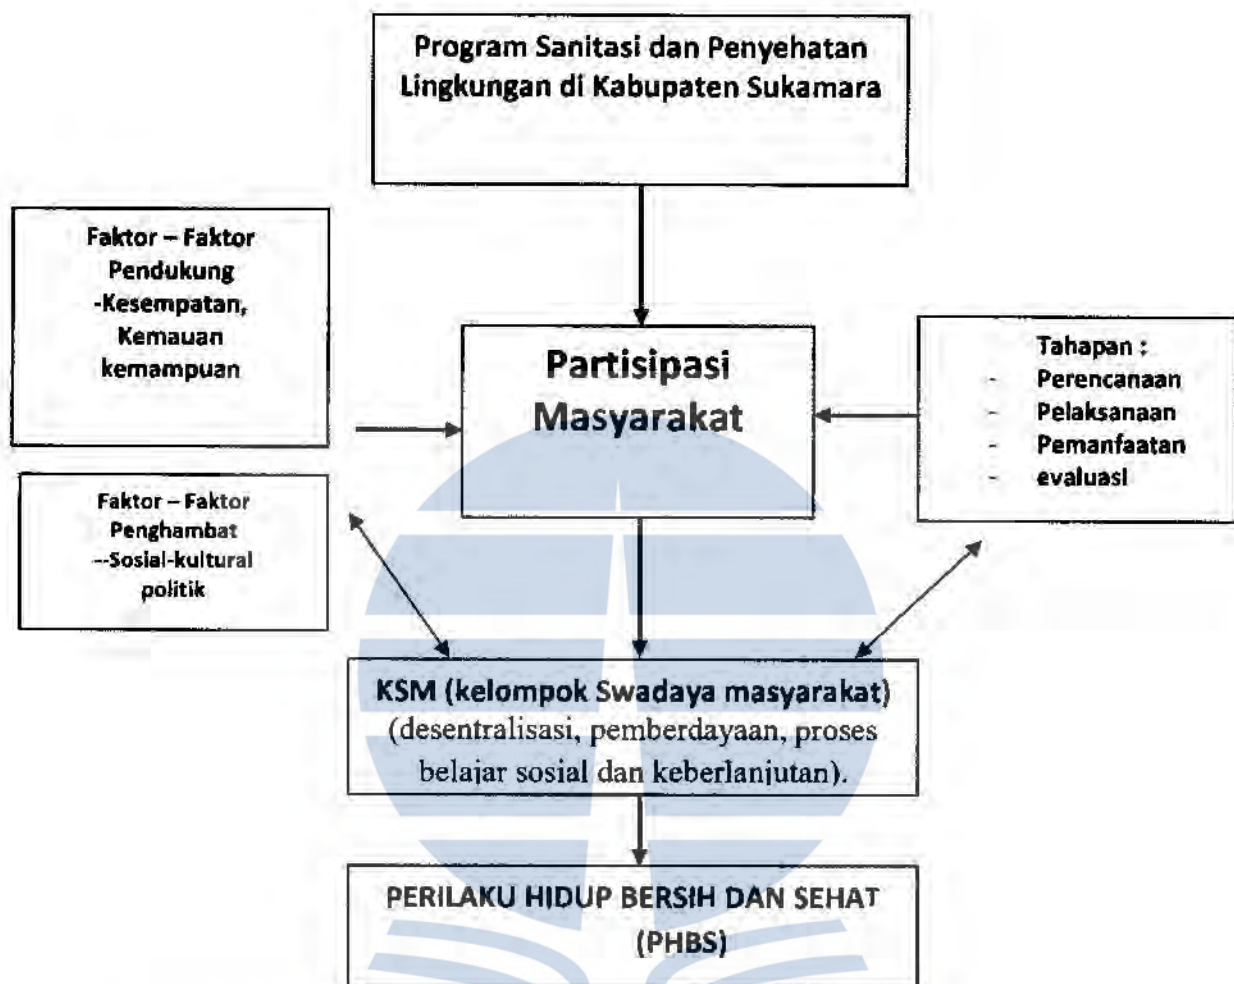 Program Sanitasi dan Penyehatan
Lingkungan di Kabupaten Sukamara
Faktor – Faktor
Pendukung
-Kesempatan,
Kemauan
kemampuan
Partisipasi
Masyarakat
Tahapan :
- Perencanaan
- Pelaksanaan
- Pemanfaatan
- evaluasi
Faktor – Faktor
Penghambat
--Sosial-kultural
politik
KSM (kelompok Swadaya masyarakat)
(desentralisasi, pemberdayaan, proses
belajar sosial dan keberlanjutan).
PERILAKU HIDUP BERSIH DAN SEHAT
(PHBS)